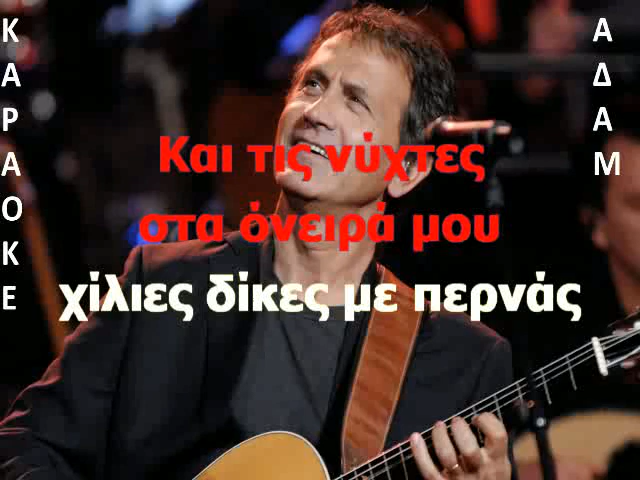 ΚΑΡΑΟΚΕ
ΑΔΑΜ
Και τις νύχτες
στα όνειρά μου
χίλιες δίκες με περνάς